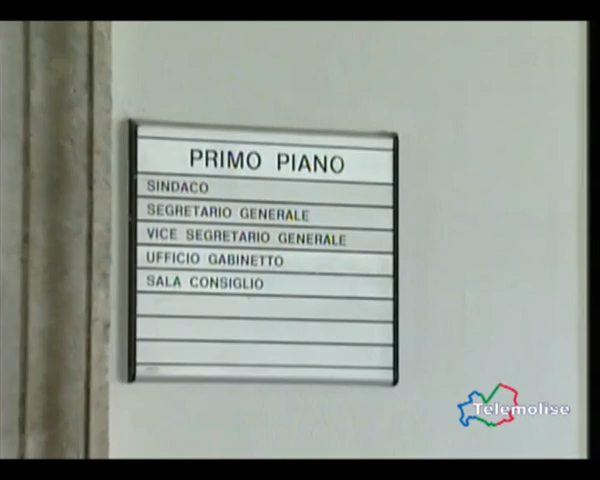 PRIMO PIANO
SINDACO
SEGRETARIO GENERALE
VICE SEGRETARIO GENERALE
UFFICIO GABINETTO
SALA CONSIGLIO
Telemolise